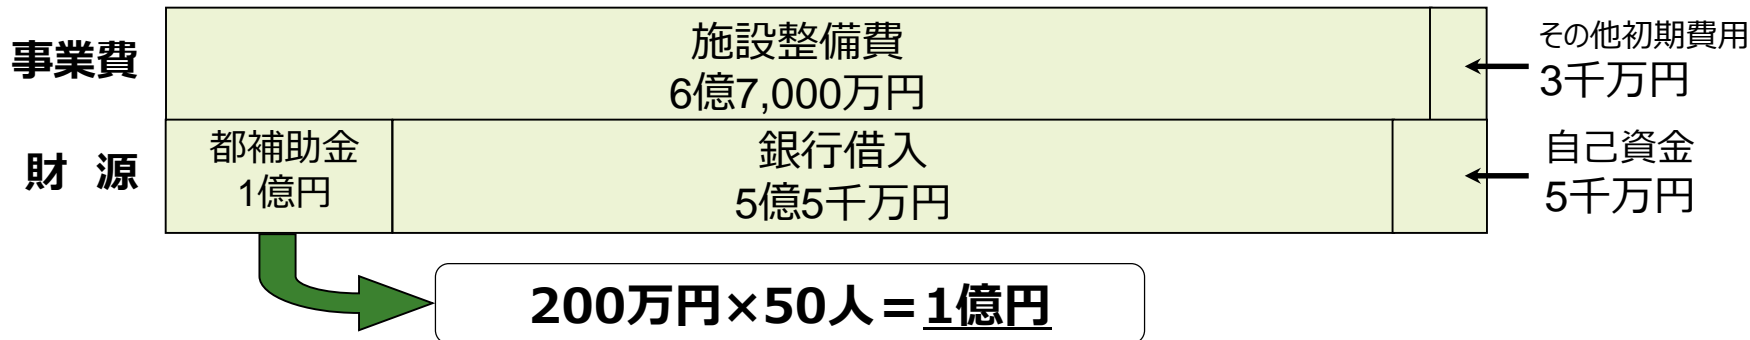 事業費
施設整備費
6億7,000万円
その他初期費用
3千万円
財 源
都補助金
1億円
銀行借入
5億5千万円
自己資金
5千万円
200万円×50人＝1億円